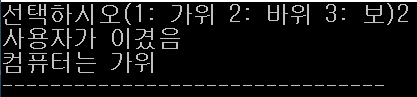 선택하시오(1: 가위 2: 바위 3: 보)2
사용자가 이겼음
컴퓨터는 가위
--------------------------------